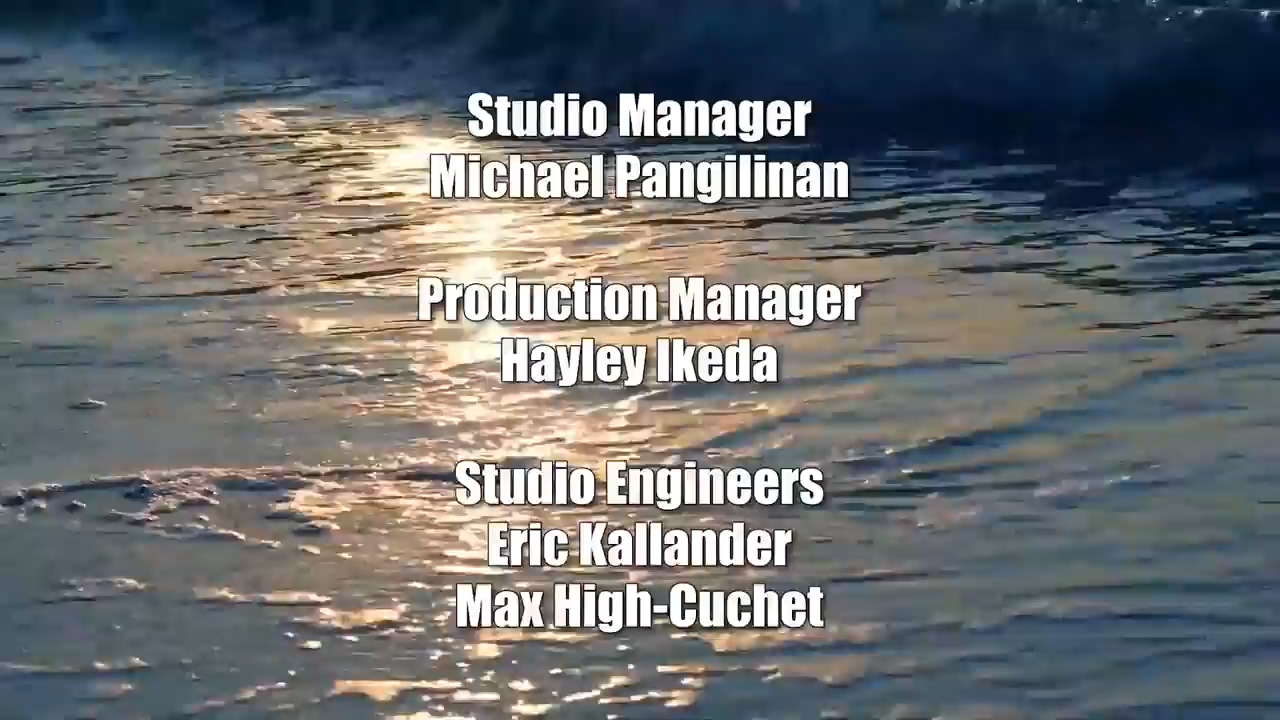 Studio Manager
Michael Pangilinan
Production Manager
Hayley Ikeda
Studio Engineers
Eric Kallander
Max High-Cuchet